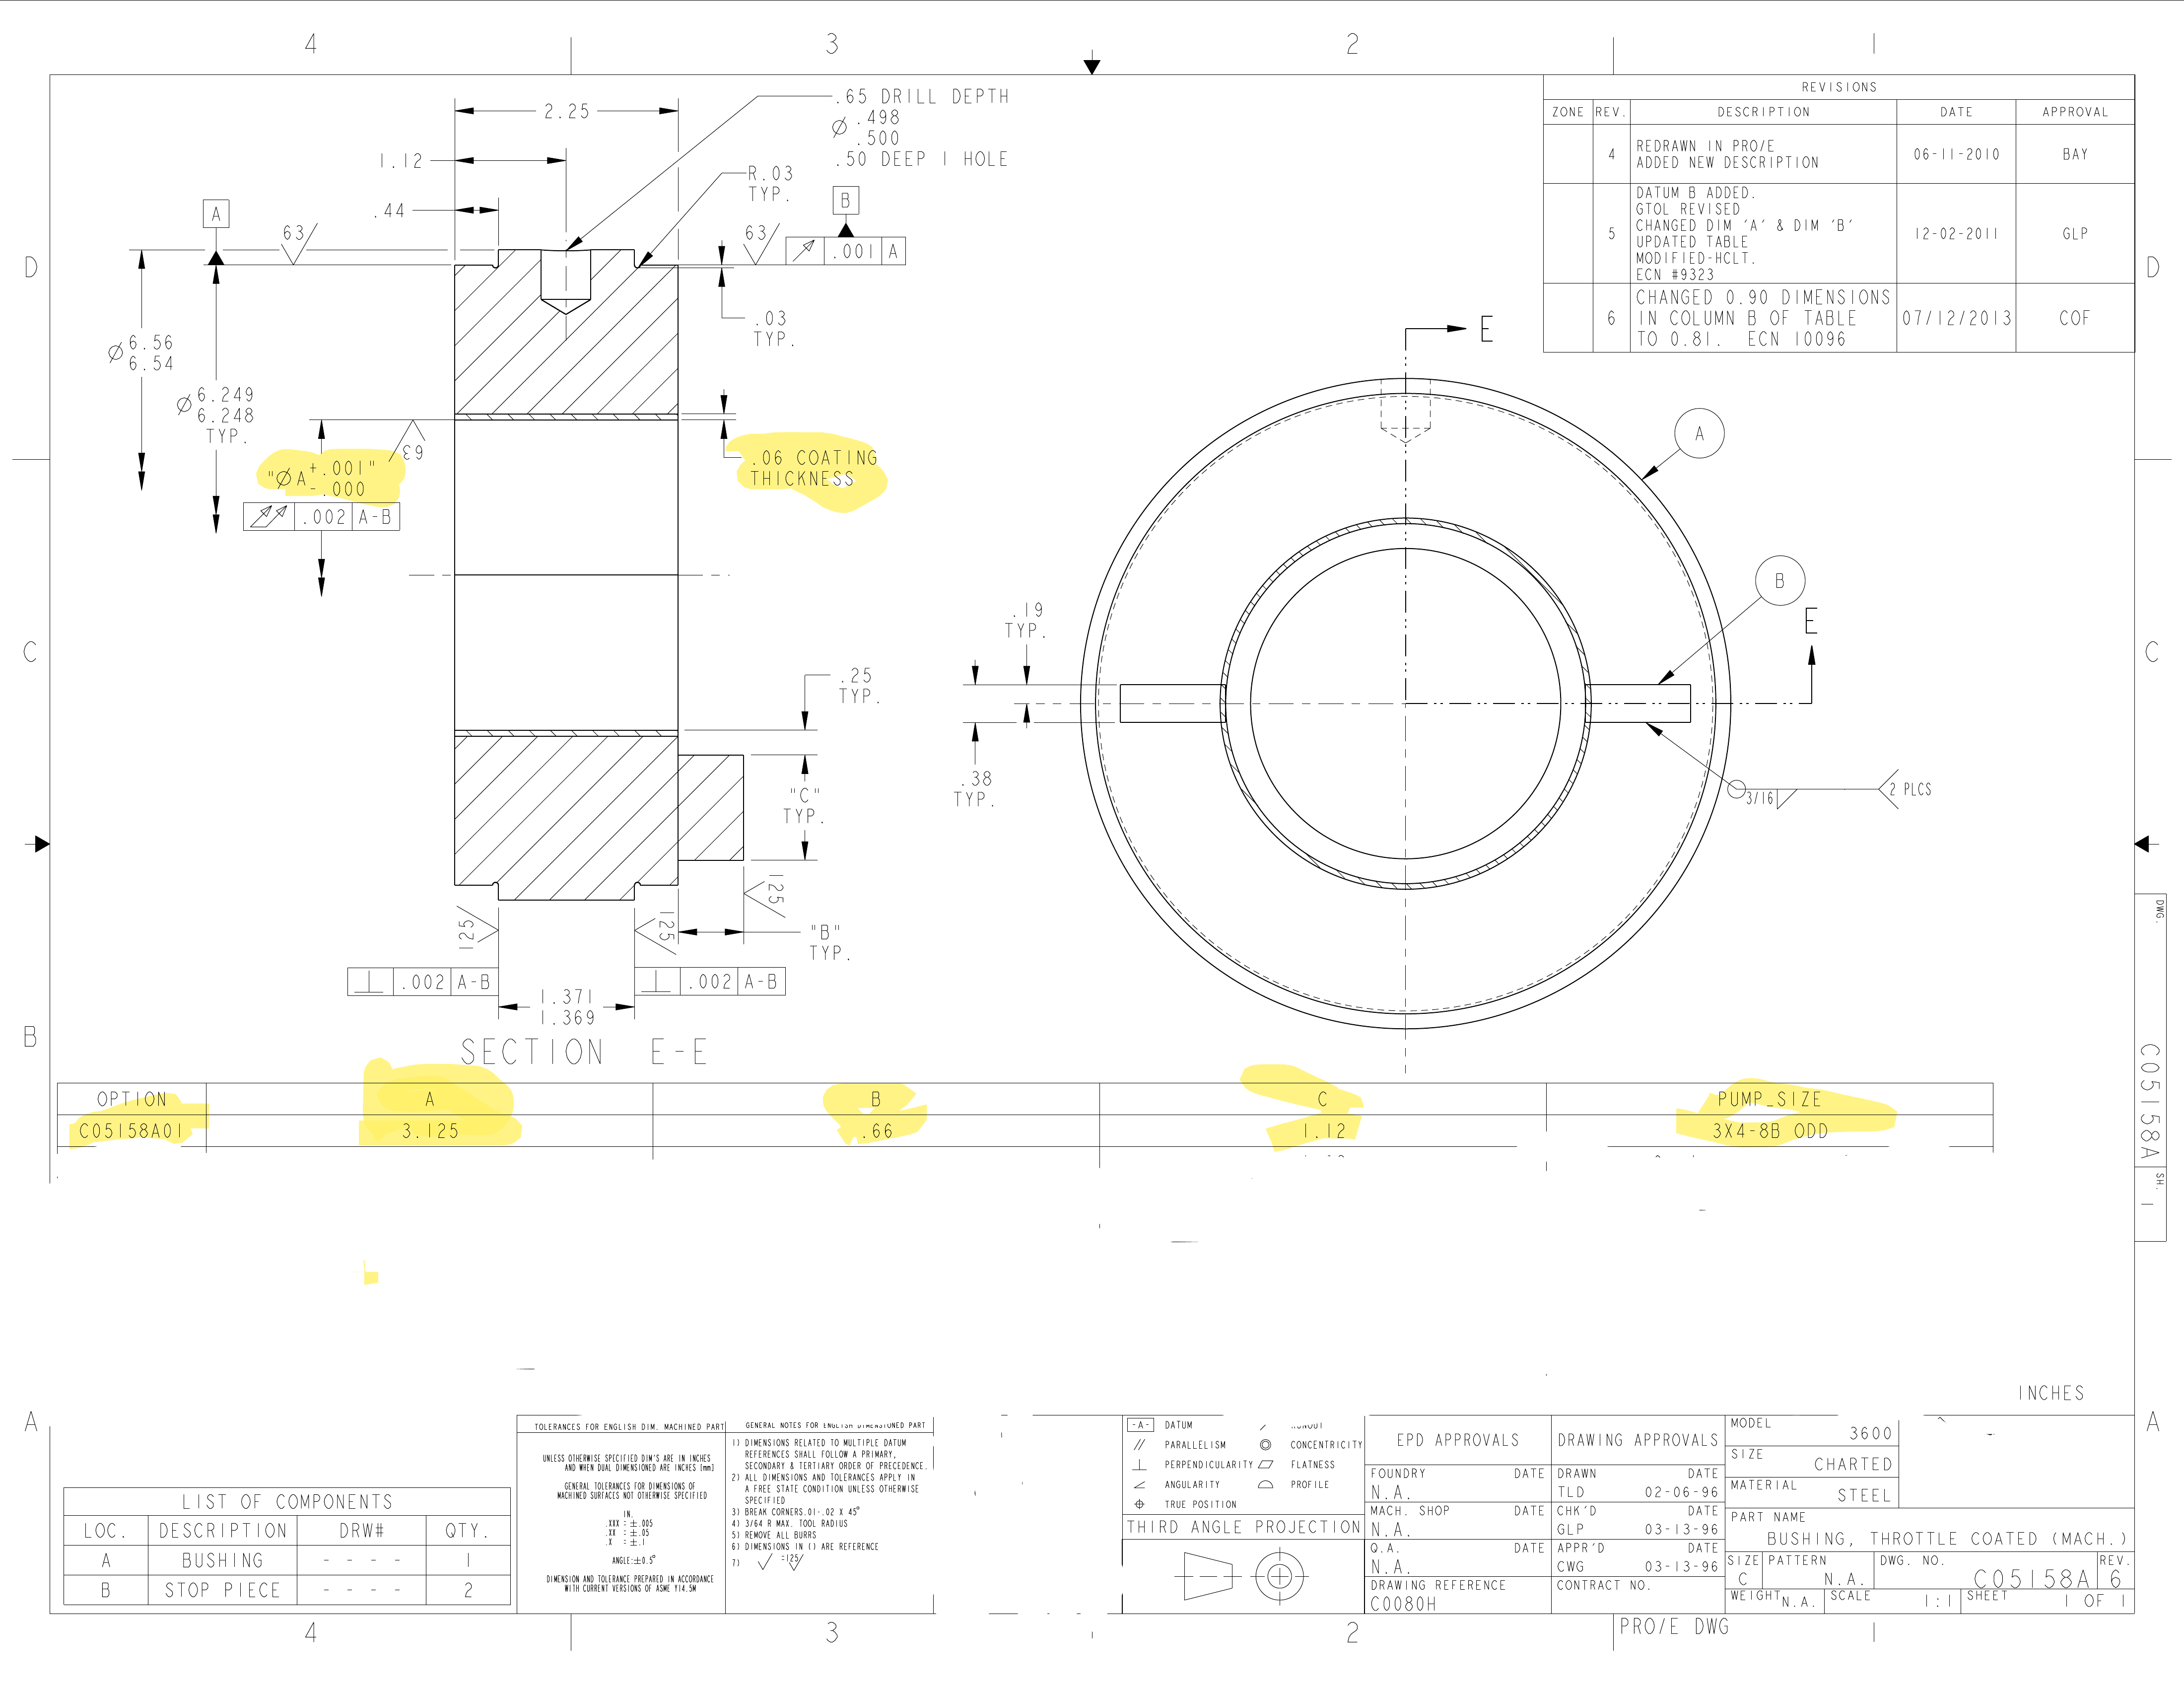 4 3 2 1
REVISIONS
ZONE REV. DESCRIPTION DATE APPROVAL
4 REDRAWN IN PRO/E
ADDED NEW DESCRIPTION 06-11-2010 BAY
5 DATUM B ADDED.
GTOL REVISED
CHANGED DIM 'A' & DIM 'B'
UPDATED TABLE
MODIFIED-HCLT.
ECN #9323 12-02-2011 GLP
6 CHANGED 0.90 DIMENSIONS
IN COLUMN B OF TABLE
TO 0.81. ECN 10096 07/12/2013 COF
D
D
C
C
B
A
A
2.25
1.12
.44
.65 DRILL DEPTH
Ø .498
.500
.50 DEEP 1 HOLE
R.03
TYP.
A
B
63
63
.001 A
.03
TYP.
Ø 6.56
6.54
Ø 6.249
6.248
TYP.
63
"ØA +.001"
-.000
.002 A-B
.06 COATING
THICKNESS
.25
TYP.
"C"
TYP.
125
125
125
"B"
TYP.
.002 A-B
.002 A-B
1.371
1.369
SECTION E-E
E
E
A
B
.19
TYP.
.38
TYP.
3/16
2 PLCS
DWG.
C05158A
SH.
1
OPTION A B C PUMP_SIZE
C05158A01 3.125 .66 1.12 3X4-8B ODD
INCHES
LIST OF COMPONENTS
LOC. DESCRIPTION DRW# QTY.
A BUSHING - - - - 1
B STOP PIECE - - - - 2
TOLERANCES FOR ENGLISH DIM. MACHINED PART
UNLESS OTHERWISE SPECIFIED DIM'S ARE IN INCHES
AND WHEN DUAL DIMENSIONED ARE INCHES [mm]
GENERAL TOLERANCES FOR DIMENSIONS OF
MACHINED SURFACES NOT OTHERWISE SPECIFIED
IN.
.XXX : ±.005
.XX : ±.05
.X : ±.1
ANGLE:±0.5°
DIMENSION AND TOLERANCE PREPARED IN ACCORDANCE
WITH CURRENT VERSIONS OF ASME Y14.5M
GENERAL NOTES FOR ENGLISH DIMENSIONED PART
1) DIMENSIONS RELATED TO MULTIPLE DATUM
REFERENCES SHALL FOLLOW A PRIMARY,
SECONDARY & TERTIARY ORDER OF PRECEDENCE.
2) ALL DIMENSIONS AND TOLERANCES APPLY IN
A FREE STATE CONDITION UNLESS OTHERWISE
SPECIFIED
3) BREAK CORNERS.01-.02 X 45°
4) 3/64 R MAX. TOOL RADIUS
5) REMOVE ALL BURRS
6) DIMENSIONS IN () ARE REFERENCE
7) √ =125√
-A- DATUM
PARALLELISM CONCENTRICITY
PERPENDICULARITY FLATNESS
ANGULARITY PROFILE
TRUE POSITION
THIRD ANGLE PROJECTION
EPD APPROVALS
FOUNDRY DATE
N.A.
MACH. SHOP DATE
N.A.
Q.A. DATE
N.A.
DRAWING REFERENCE
C0080H
DRAWING APPROVALS
DRAWN DATE
TLD 02-06-96
CHK'D DATE
GLP 03-13-96
APPR'D DATE
CWG 03-13-96
CONTRACT NO.
MODEL
3600
SIZE
CHARTED
MATERIAL
STEEL
PART NAME
BUSHING, THROTTLE COATED (MACH.)
SIZE PATTERN DWG. NO. REV.
C N.A. C05158A 6
WEIGHT N.A. SCALE 1:1 SHEET 1 OF 1
4 3 2 1
PRO/E DWG